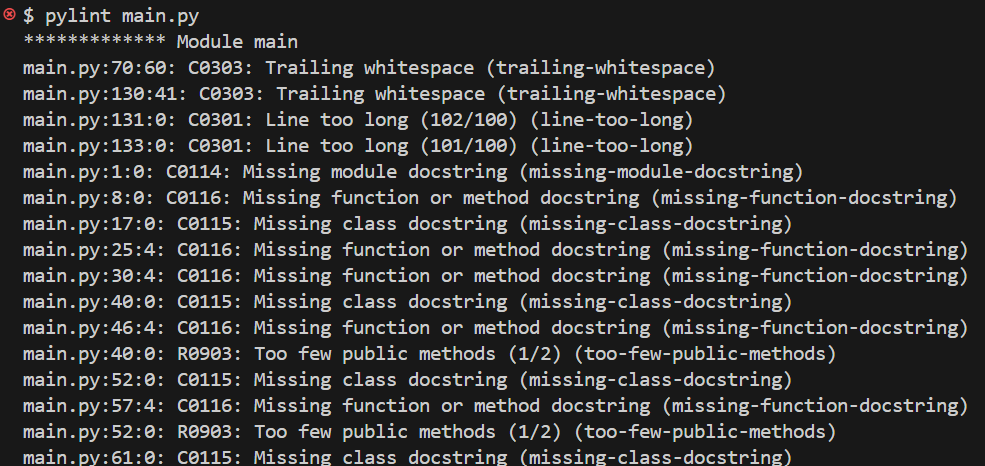 $ pylint main.py
************* Module main
main.py:70:60: C0303: Trailing whitespace (trailing-whitespace)
main.py:130:41: C0303: Trailing whitespace (trailing-whitespace)
main.py:131:0: C0301: Line too long (102/100) (line-too-long)
main.py:133:0: C0301: Line too long (101/100) (line-too-long)
main.py:1:0: C0114: Missing module docstring (missing-module-docstring)
main.py:8:0: C0116: Missing function or method docstring (missing-function-docstring)
main.py:17:0: C0115: Missing class docstring (missing-class-docstring)
main.py:25:4: C0116: Missing function or method docstring (missing-function-docstring)
main.py:30:4: C0116: Missing function or method docstring (missing-function-docstring)
main.py:40:0: C0115: Missing class docstring (missing-class-docstring)
main.py:46:4: C0116: Missing function or method docstring (missing-function-docstring)
main.py:40:0: R0903: Too few public methods (1/2) (too-few-public-methods)
main.py:52:0: C0115: Missing class docstring (missing-class-docstring)
main.py:57:4: C0116: Missing function or method docstring (missing-function-docstring)
main.py:52:0: R0903: Too few public methods (1/2) (too-few-public-methods)
main.py:61:0: C0115: Missing class docstring (missing-class-docstring)